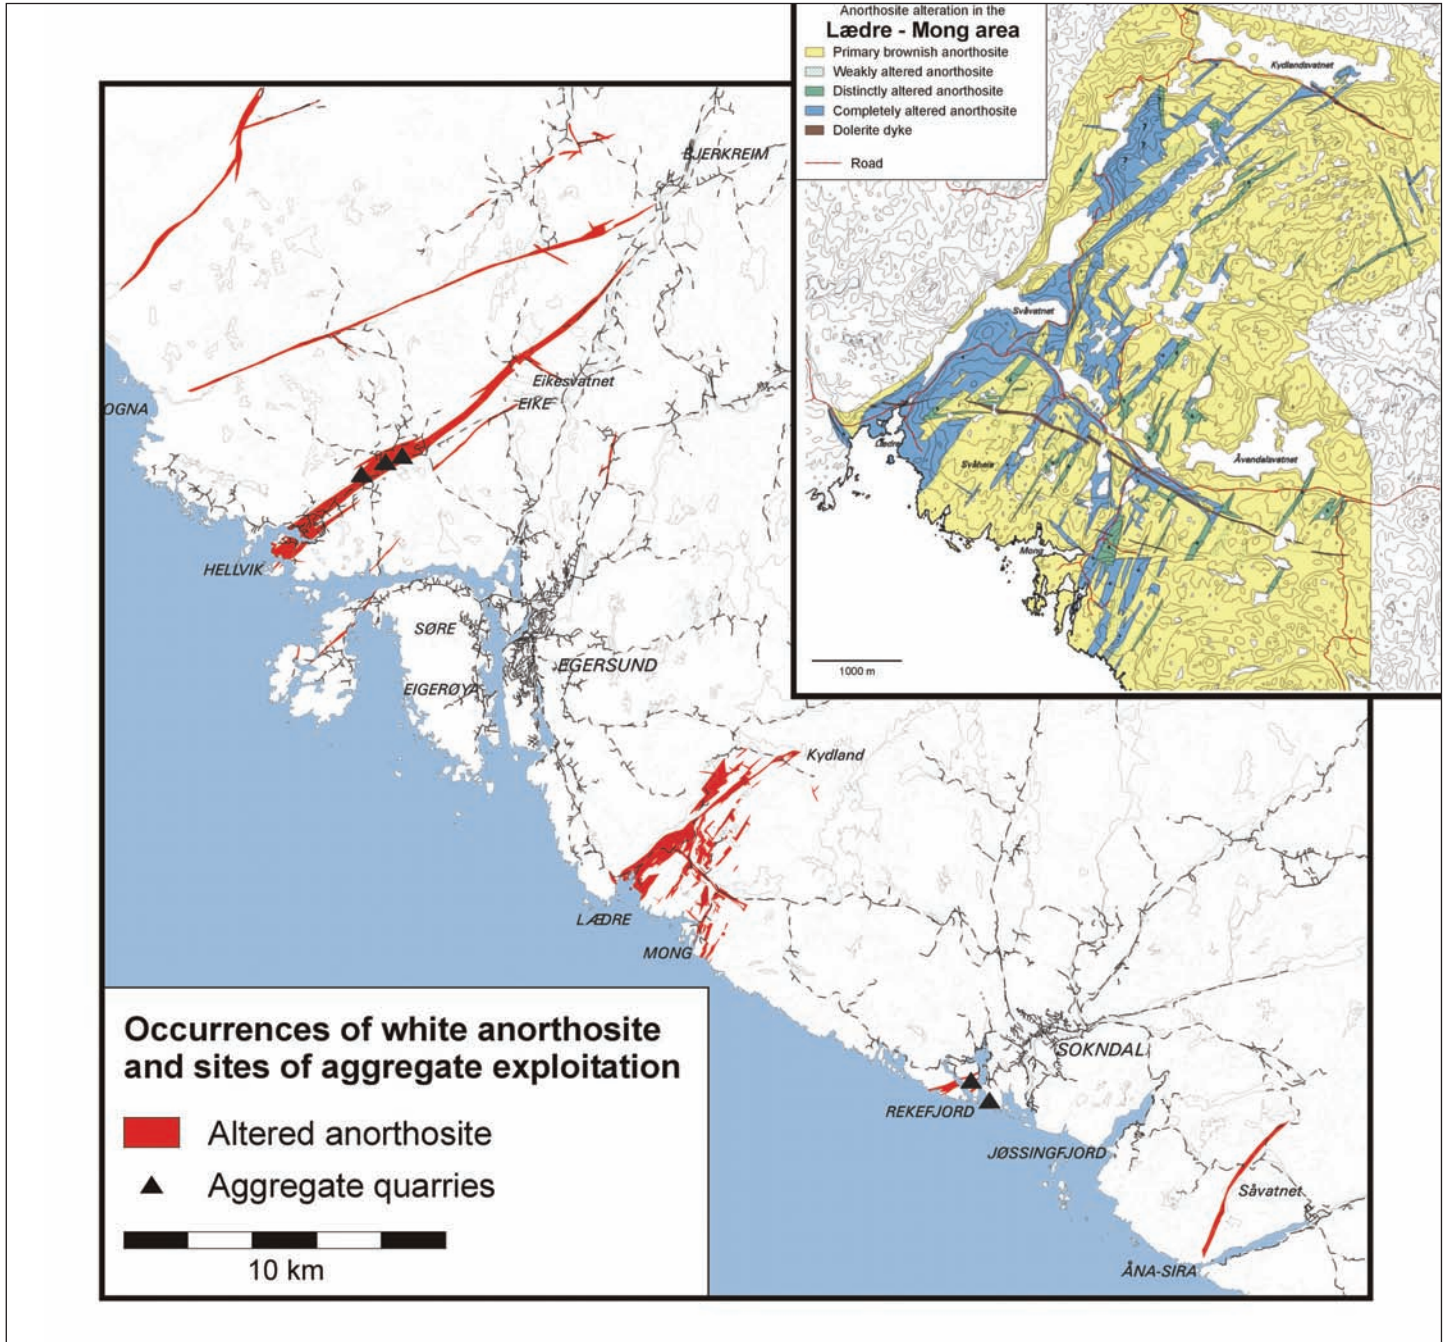 Anorthosite alteration in the
Lædre - Mong area
Primary brownish anorthosite
Weakly altered anorthosite
Distinctly altered anorthosite
Completely altered anorthosite
Dolerite dyke
Road
Kydlandsvatnet
Svåvatnet
Lædre
Svåheia
Åvendalsvatnet
Mong
1000 m
?
?
?
BJERKREIM
Eikesvatnet
EIKE
OGNA
HELLVIK
SØRE
EGERSUND
EIGERØYA
Kydland
LÆDRE
MONG
SOKNDAL
REKEFJORD
JØSSINGFJORD
Såvatnet
ÅNA-SIRA
Occurrences of white anorthosite
and sites of aggregate exploitation
Altered anorthosite
Aggregate quarries
10 km